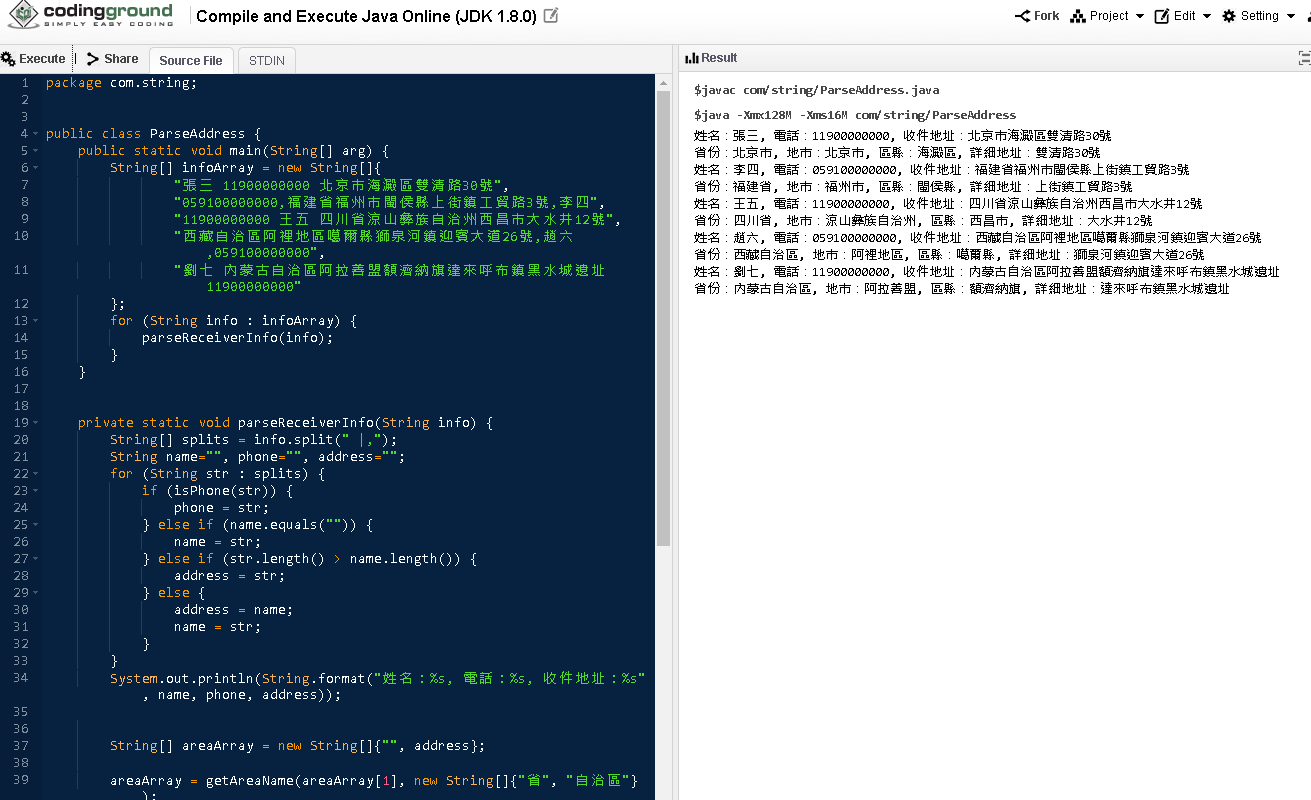 codingground
SIMPLY EASY CODING
Compile and Execute Java Online (JDK 1.8.0)
Fork Project Edit Setting
Execute | Share Source File STDIN
Result
1 package com.string;
2
3
4 public class ParseAddress {
5 public static void main(String[] arg) {
6 String[] infoArray = new String[]{
7 "張三 11900000000 北京市海澱區雙清路30號",
8 "059100000000,福建省福州市閩侯縣上街鎮工貿路3號,李四",
9 "11900000000 王五 四川省涼山彝族自治州西昌市大水井12號",
10 "西藏自治區阿裡地區噶爾縣獅泉河鎮迎賓大道26號,趙六
,059100000000",
11 "劉七 內蒙古自治區阿拉善盟額濟納旗達來呼布鎮黑水城遺址
11900000000"
12 };
13 for (String info : infoArray) {
14 parseReceiverInfo(info);
15 }
16 }
17
18
19 private static void parseReceiverInfo(String info) {
20 String[] splits = info.split(" |,");
21 String name="", phone="", address="";
22 for (String str : splits) {
23 if (isPhone(str)) {
24 phone = str;
25 } else if (name.equals("")) {
26 name = str;
27 } else if (str.length() > name.length()) {
28 address = str;
29 } else {
30 address = name;
31 name = str;
32 }
33 }
34 System.out.println(String.format("姓名：%s, 電話：%s, 收件地址：%s"
, name, phone, address));
35
36
37 String[] areaArray = new String[]{"", address};
38
39 areaArray = getAreaName(areaArray[1], new String[]{"省", "自治區"}
);
$javac com/string/ParseAddress.java
$java -Xmx128M -Xms16M com/string/ParseAddress
姓名：張三, 電話：11900000000, 收件地址：北京市海澱區雙清路30號
省份：北京市, 地市：北京市, 區縣：海澱區, 詳細地址：雙清路30號
姓名：李四, 電話：059100000000, 收件地址：福建省福州市閩侯縣上街鎮工貿路3號
省份：福建省, 地市：福州市, 區縣：閩侯縣, 詳細地址：上街鎮工貿路3號
姓名：王五, 電話：11900000000, 收件地址：四川省涼山彝族自治州西昌市大水井12號
省份：四川省, 地市：涼山彝族自治州, 區縣：西昌市, 詳細地址：大水井12號
姓名：趙六, 電話：059100000000, 收件地址：西藏自治區阿裡地區噶爾縣獅泉河鎮迎賓大道26號
省份：西藏自治區, 地市：阿裡地區, 區縣：噶爾縣, 詳細地址：獅泉河鎮迎賓大道26號
姓名：劉七, 電話：11900000000, 收件地址：內蒙古自治區阿拉善盟額濟納旗達來呼布鎮黑水城遺址
省份：內蒙古自治區, 地市：阿拉善盟, 區縣：額濟納旗, 詳細地址：達來呼布鎮黑水城遺址